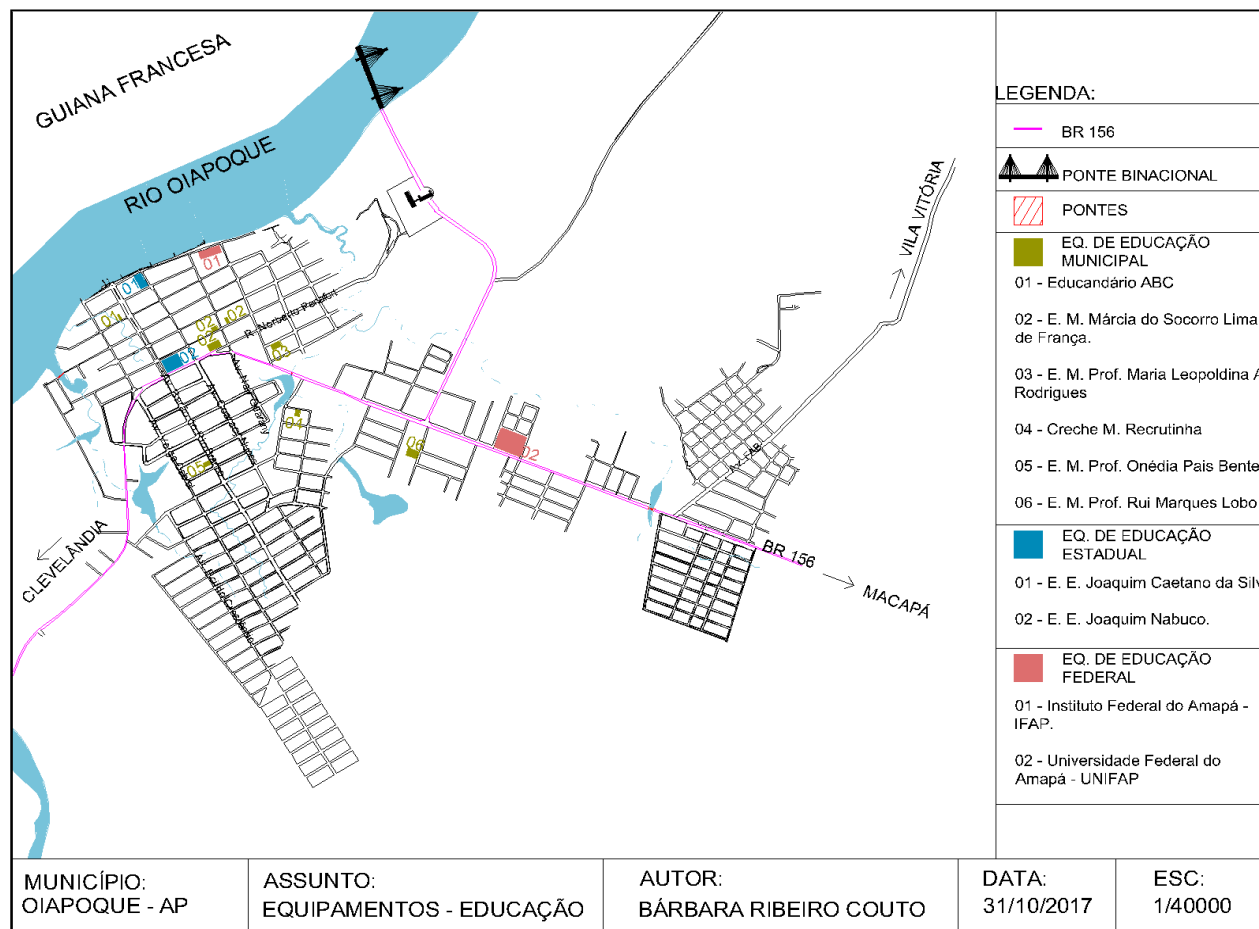 GUIANA FRANCESA
RIO OIAPOQUE
VILA VITÓRIA
R. Norberto Penafort
01
01
01
02
02
02
02
03
04
05
06
02
AV. FAB
BR 156
MACAPÁ
CLEVELÂNDIA
LEGENDA:
BR 156
PONTE BINACIONAL
PONTES
EQ. DE EDUCAÇÃO
MUNICIPAL
01 - Educandário ABC
02 - E. M. Márcia do Socorro Lima
de França.
03 - E. M. Prof. Maria Leopoldina A
Rodrigues
04 - Creche M. Recrutinha
05 - E. M. Prof. Onédia Pais Bente
06 - E. M. Prof. Rui Marques Lobo
EQ. DE EDUCAÇÃO
ESTADUAL
01 - E. E. Joaquim Caetano da Silv
02 - E. E. Joaquim Nabuco.
EQ. DE EDUCAÇÃO
FEDERAL
01 - Instituto Federal do Amapá -
IFAP.
02 - Universidade Federal do
Amapá - UNIFAP
MUNICÍPIO:
OIAPOQUE - AP
ASSUNTO:
EQUIPAMENTOS - EDUCAÇÃO
AUTOR:
BÁRBARA RIBEIRO COUTO
DATA:
31/10/2017
ESC:
1/40000